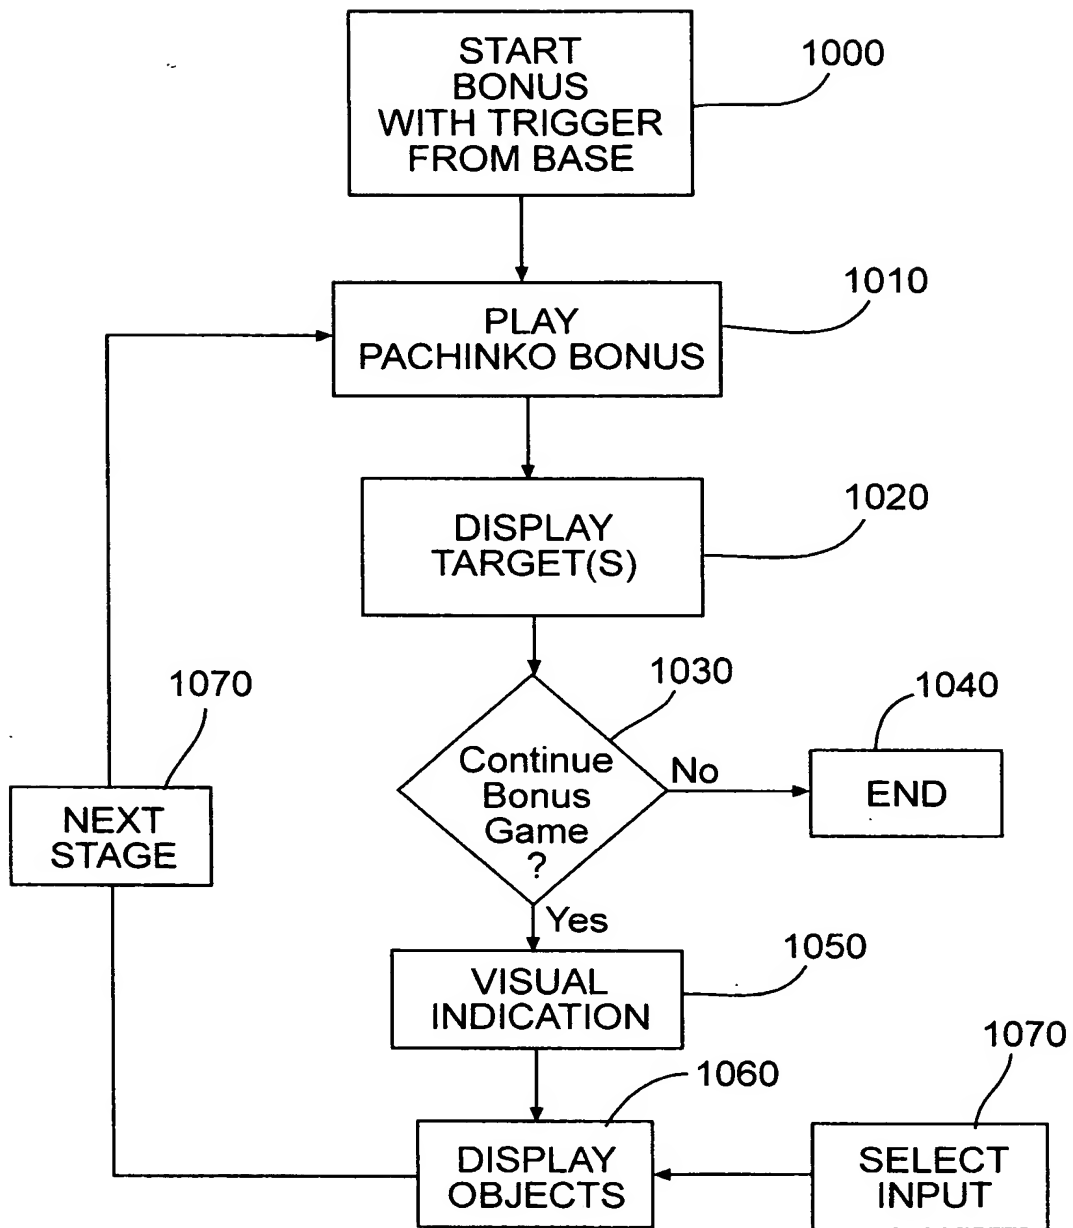 START
BONUS
WITH TRIGGER
FROM BASE
1000
PLAY
PACHINKO BONUS
1010
DISPLAY
TARGET(S)
1020
Continue
Bonus
Game
?
1030
No
END
1040
Yes
NEXT
STAGE
1070
VISUAL
INDICATION
1050
DISPLAY
OBJECTS
1060
SELECT
INPUT
1070